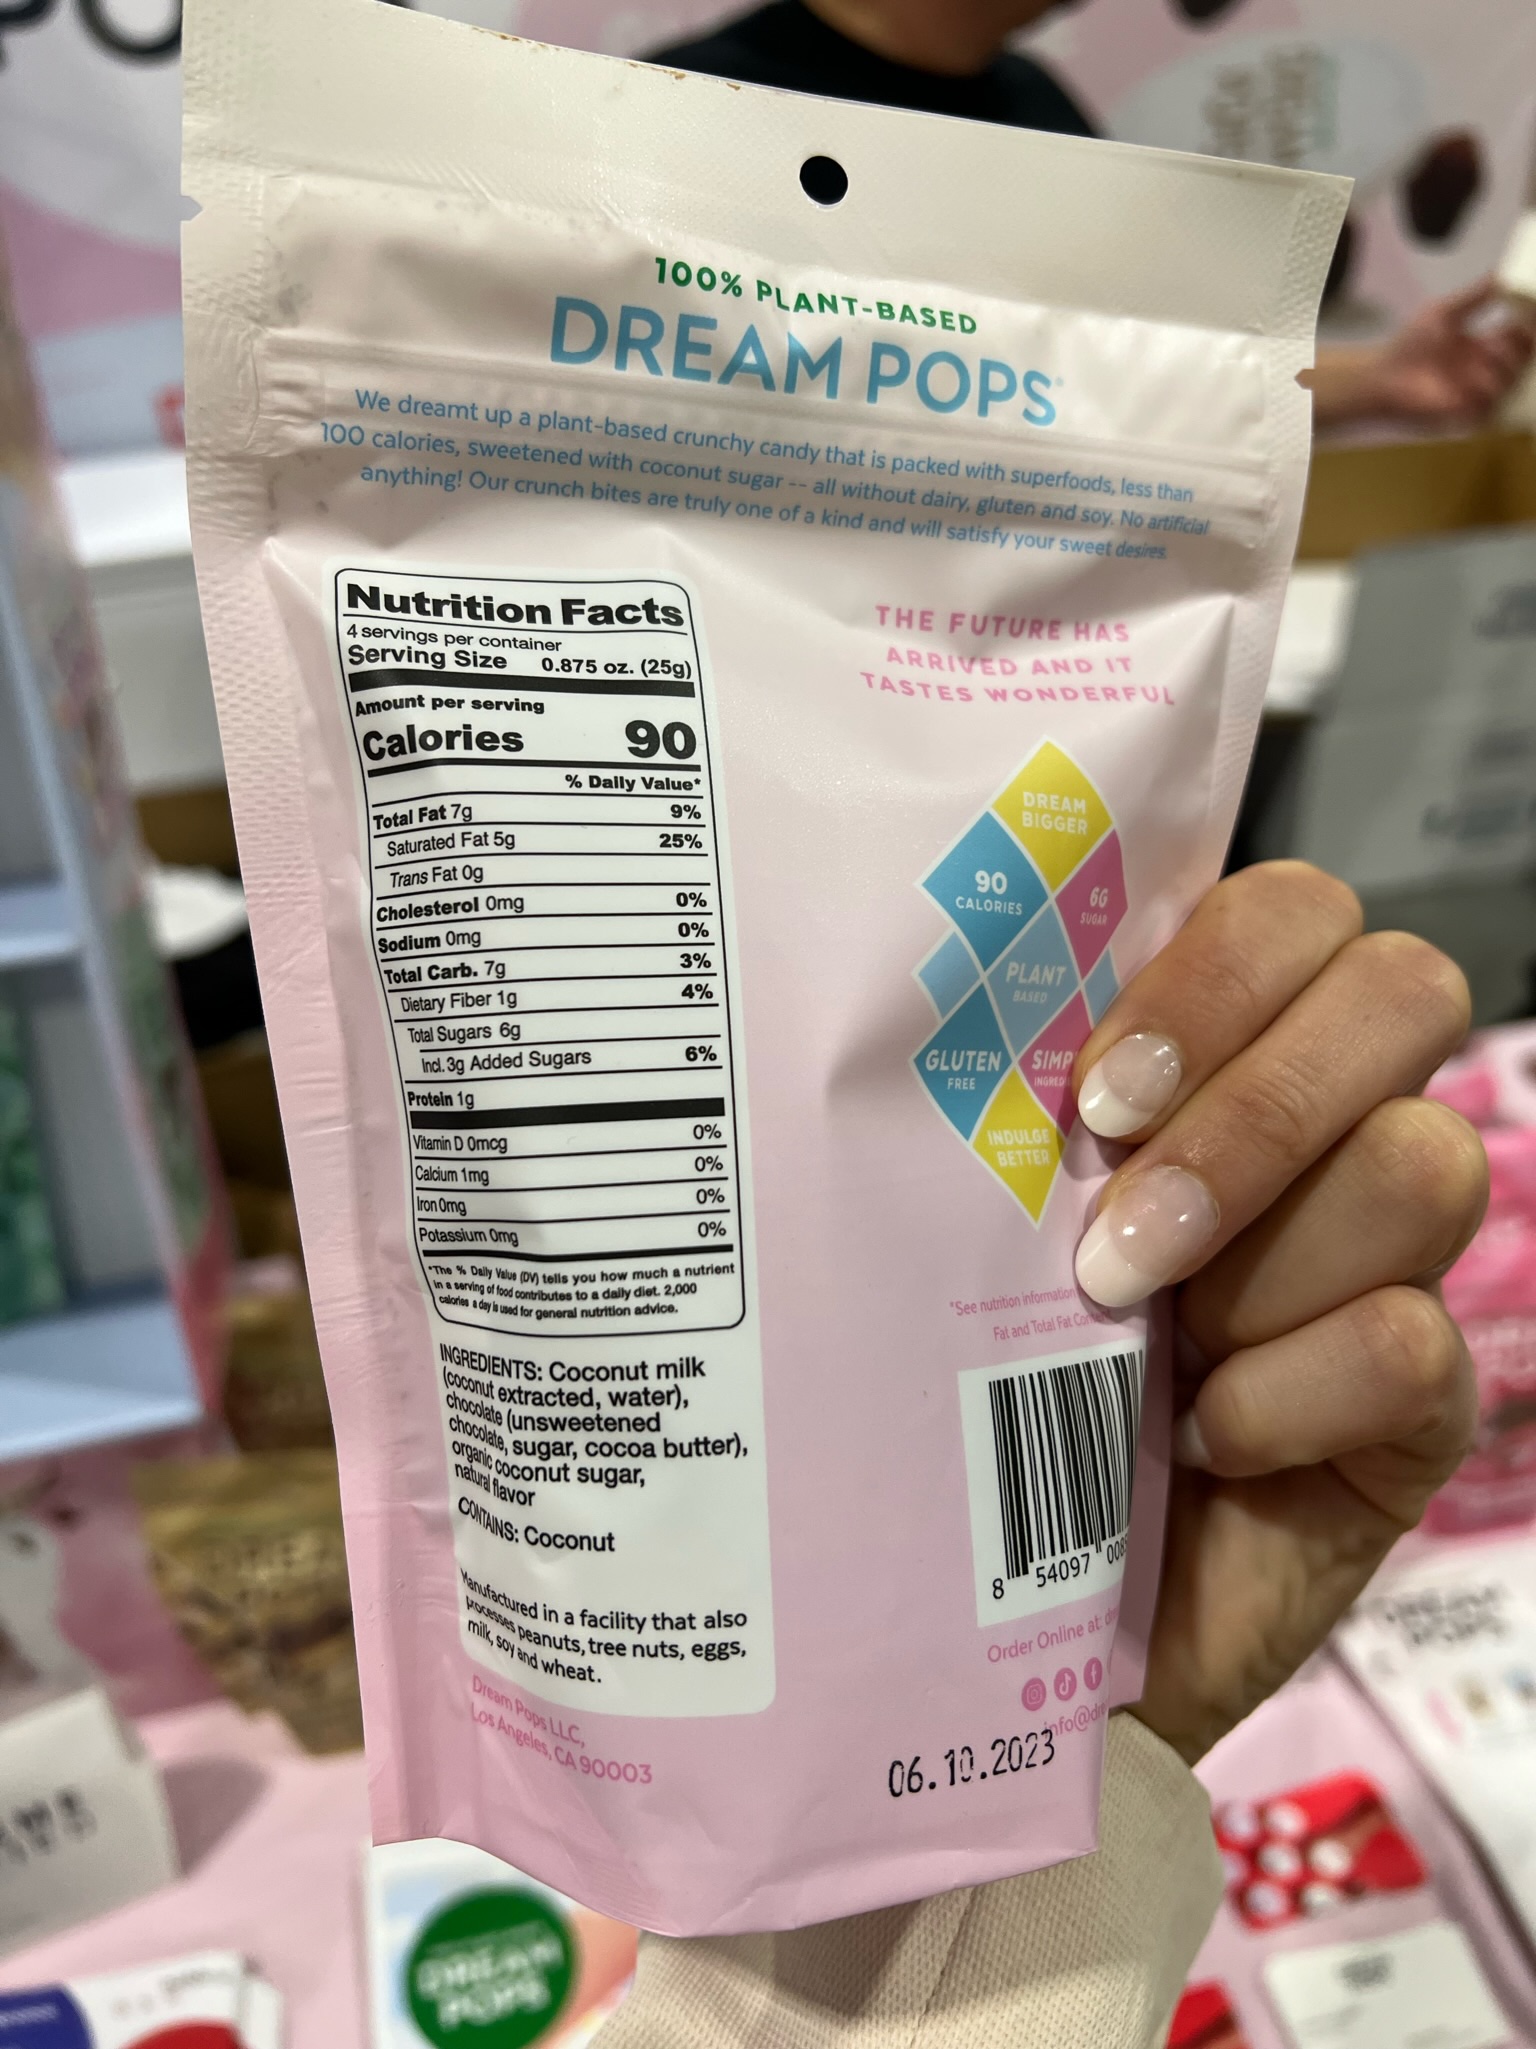 100% PLANT-BASED
DREAM POPS
We dreamt up a plant-based crunchy candy that is packed with superfoods, less than
100 calories, sweetened with coconut sugar -- all without dairy, gluten and soy. No artificial
anything! Our crunch bites are truly one of a kind and will satisfy your sweet desires.
Nutrition Facts
4 servings per container
Serving Size 0.875 oz. (25g)
Amount per serving
Calories 90
% Daily Value*
Total Fat 7g 9%
Saturated Fat 5g 25%
Trans Fat 0g
Cholesterol 0mg 0%
Sodium 0mg 0%
Total Carb. 7g 3%
Dietary Fiber 1g 4%
Total Sugars 6g
Incl. 3g Added Sugars 6%
Protein 1g
Vitamin D 0mcg 0%
Calcium 1mg 0%
Iron 0mg 0%
Potassium 0mg 0%
*The % Daily Value (DV) tells you how much a nutrient
in a serving of food contributes to a daily diet. 2,000
calories a day is used for general nutrition advice.
INGREDIENTS: Coconut milk
(coconut extracted, water),
chocolate (unsweetened
chocolate, sugar, cocoa butter),
organic coconut sugar,
natural flavor
CONTAINS: Coconut
Manufactured in a facility that also
processes peanuts, tree nuts, eggs,
milk, soy and wheat.
Dream Pops LLC,
Los Angeles, CA 90003
THE FUTURE HAS
ARRIVED AND IT
TASTES WONDERFUL
DREAM
BIGGER
90
CALORIES
6G
SUGAR
PLANT
BASED
GLUTEN
FREE
INDULGE
BETTER
*See nutrition information
Fat and Total Fat
8 54097
Order Online at:
06.10.2023
DREAM
POPS